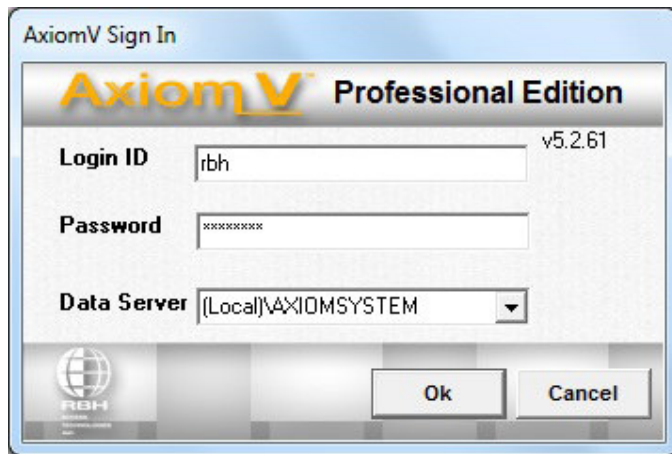 AxiomV Sign In
Axiom V™ Professional Edition
v5.2.61
Login ID rbh
Password ××××××××
Data Server (Local)\AXIOMSYSTEM
RBH
Ok Cancel